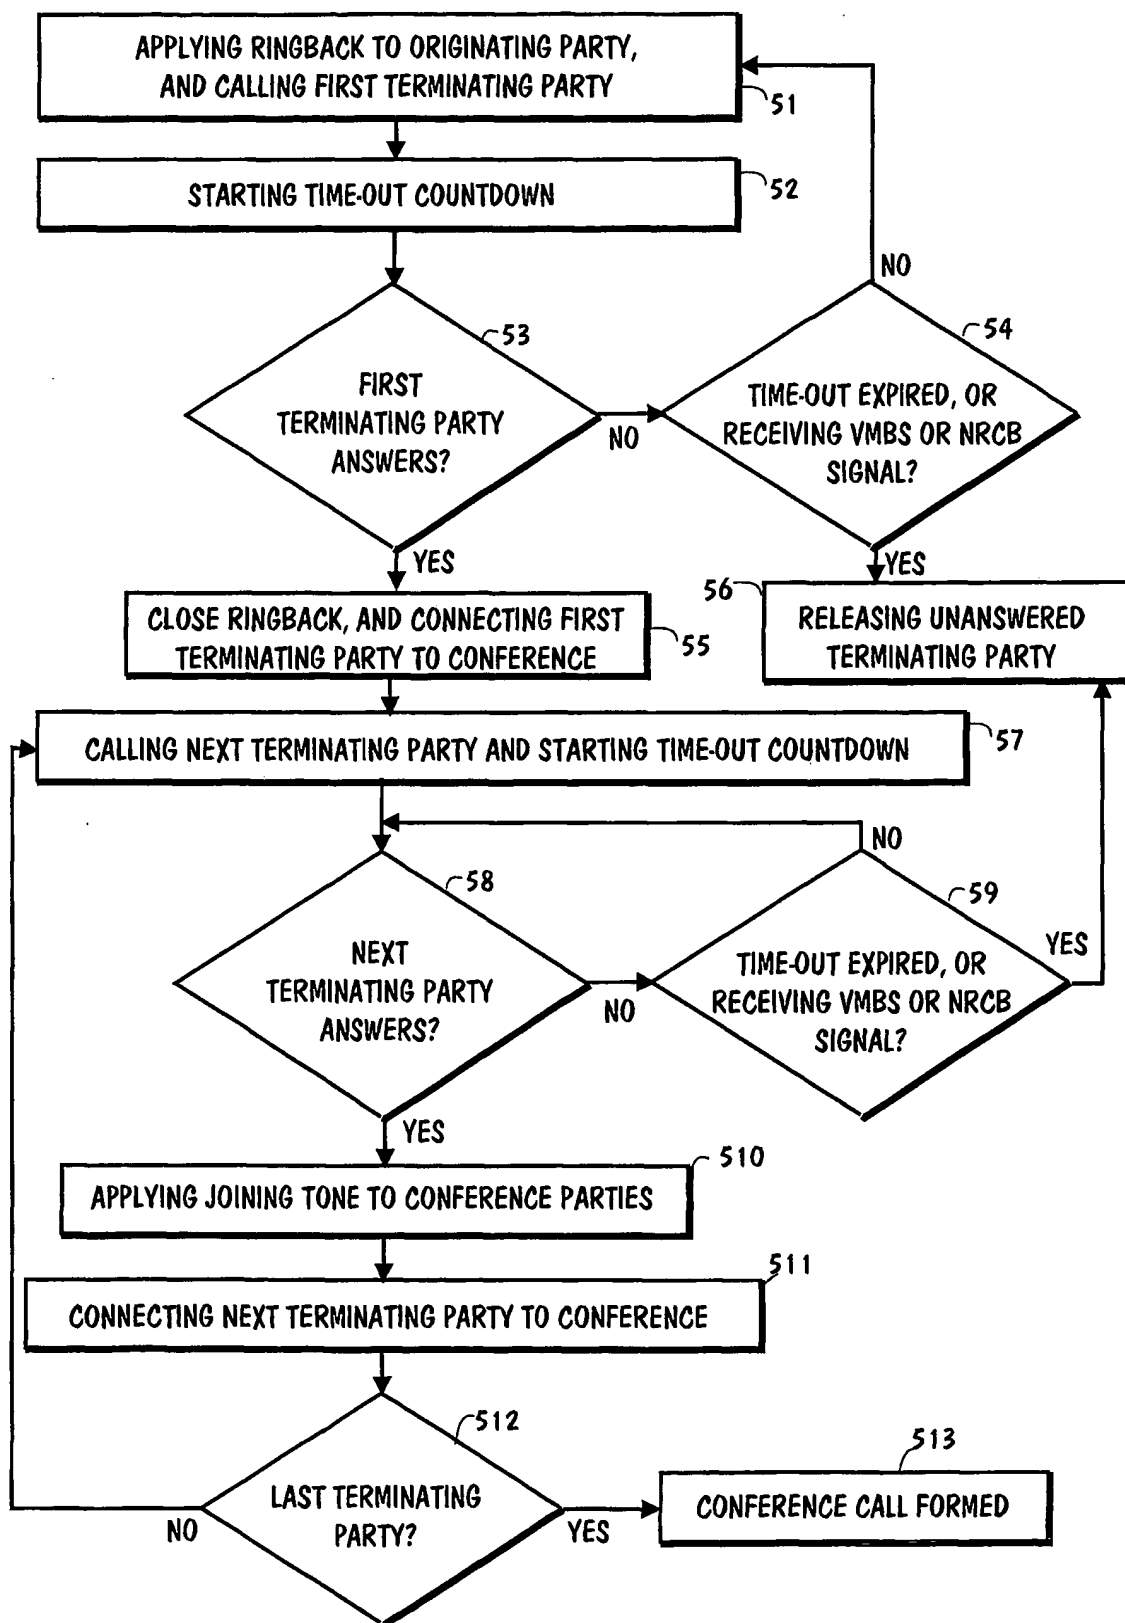 APPLYING RINGBACK TO ORIGINATING PARTY,
AND CALLING FIRST TERMINATING PARTY
51
STARTING TIME-OUT COUNTDOWN
52
NO
53
FIRST
TERMINATING PARTY
ANSWERS?
NO
54
TIME-OUT EXPIRED, OR
RECEIVING VMBS OR NRCB
SIGNAL?
YES
YES
CLOSE RINGBACK, AND CONNECTING FIRST
TERMINATING PARTY TO CONFERENCE
55
56
RELEASING UNANSWERED
TERMINATING PARTY
CALLING NEXT TERMINATING PARTY AND STARTING TIME-OUT COUNTDOWN
57
NO
58
NEXT
TERMINATING PARTY
ANSWERS?
NO
59
TIME-OUT EXPIRED, OR
RECEIVING VMBS OR NRCB
SIGNAL?
YES
YES
510
APPLYING JOINING TONE TO CONFERENCE PARTIES
511
CONNECTING NEXT TERMINATING PARTY TO CONFERENCE
512
LAST TERMINATING
PARTY?
NO
YES
513
CONFERENCE CALL FORMED